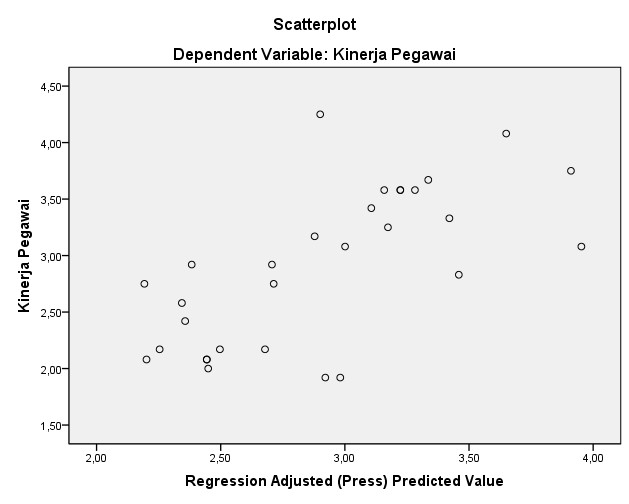 Scatterplot
Dependent Variable: Kinerja Pegawai
4,50
4,00
3,50
3,00
2,50
2,00
1,50
Kinerja Pegawai
2,00 2,50 3,00 3,50 4,00
Regression Adjusted (Press) Predicted Value